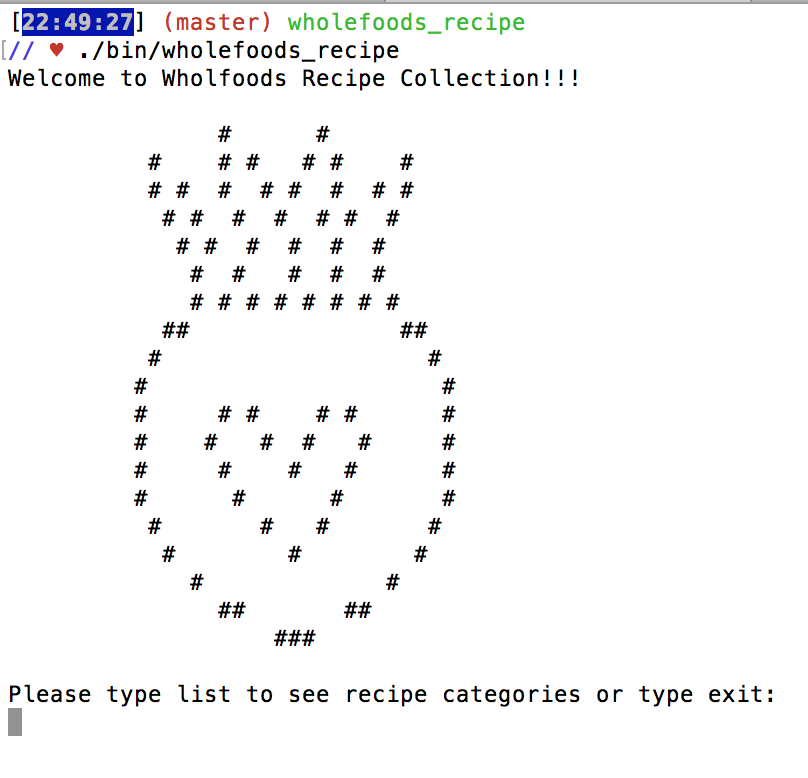 [22:49:27] (master) wholefoods_recipe
[// ♥ ./bin/wholefoods_recipe
Welcome to Wholfoods Recipe Collection!!!
               #      #
          #    # #   # #    #
          # #  #  # #  #  # #
           # #  #  #  # #  #
            # #  #  #  #  #
             #  #   #  #  #
             # # # # # # # #
           ##               ##
          #                   #
         #                     #
         #     # #    # #      #
         #    #   #  #   #     #
         #     #    #   #      #
         #      #      #       #
          #       #   #       #
           #        #        #
             #             #
               ##       ##
                   ###
Please type list to see recipe categories or type exit: